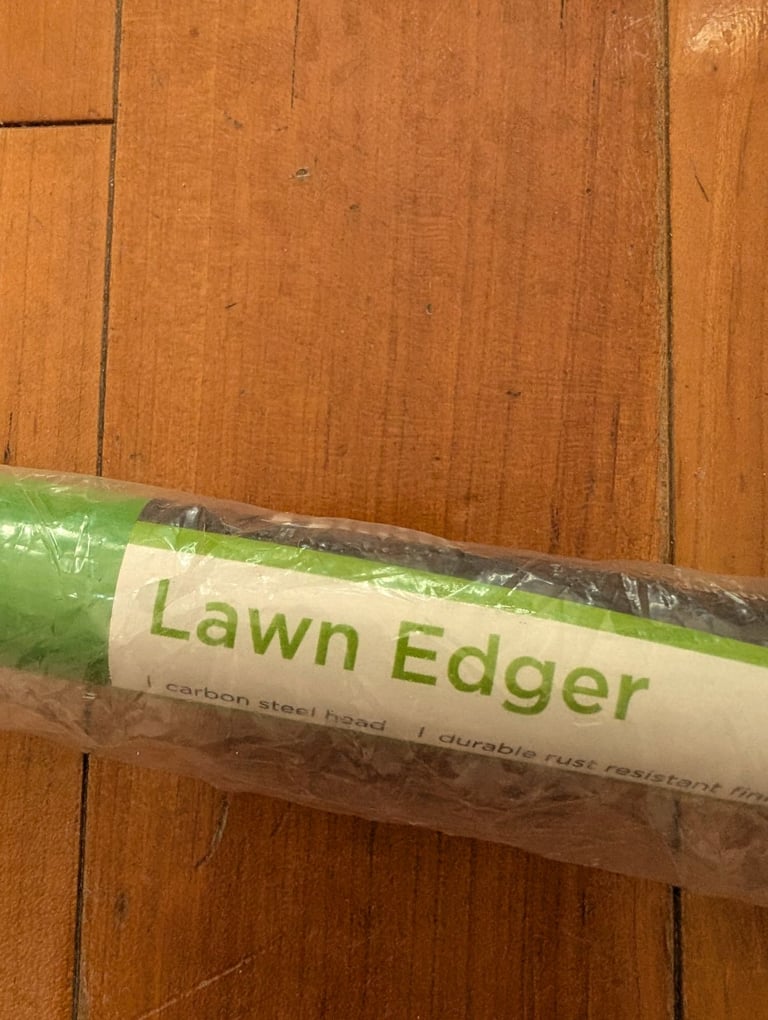 Lawn Edger
| carbon steel head | durable rust resistant